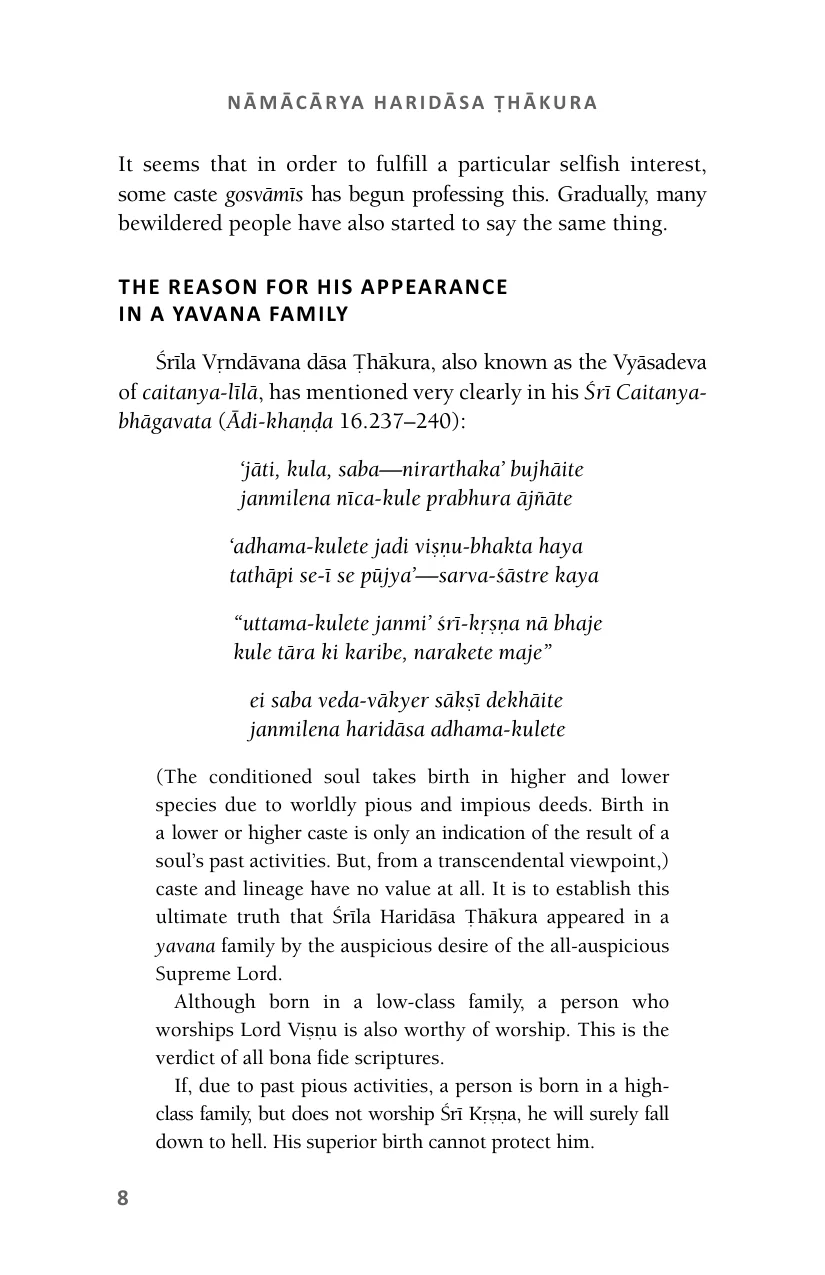 NĀMĀCĀRYA HARIDĀSA ṬHĀKURA
It seems that in order to fulfill a particular selfish interest,
some caste gosvāmīs has begun professing this. Gradually, many
bewildered people have also started to say the same thing.
THE REASON FOR HIS APPEARANCE
IN A YAVANA FAMILY
Śrīla Vṛndāvana dāsa Ṭhākura, also known as the Vyāsadeva
of caitanya-līlā, has mentioned very clearly in his Śrī Caitanya-
bhāgavata (Ādi-khaṇḍa 16.237–240):
‘jāti, kula, saba—nirarthaka’ bujhāite
janmilena nīca-kule prabhura ājñāte
‘adhama-kulete jadi viṣṇu-bhakta haya
tathāpi se-ī se pūjya’—sarva-śāstre kaya
“uttama-kulete janmi’ śrī-kṛṣṇa nā bhaje
kule tāra ki karibe, narakete maje”
ei saba veda-vākyer sākṣī dekhāite
janmilena haridāsa adhama-kulete
(The conditioned soul takes birth in higher and lower
species due to worldly pious and impious deeds. Birth in
a lower or higher caste is only an indication of the result of a
soul’s past activities. But, from a transcendental viewpoint,)
caste and lineage have no value at all. It is to establish this
ultimate truth that Śrīla Haridāsa Ṭhākura appeared in a
yavana family by the auspicious desire of the all-auspicious
Supreme Lord.
Although born in a low-class family, a person who
worships Lord Viṣṇu is also worthy of worship. This is the
verdict of all bona fide scriptures.
If, due to past pious activities, a person is born in a high-
class family, but does not worship Śrī Kṛṣṇa, he will surely fall
down to hell. His superior birth cannot protect him.
8